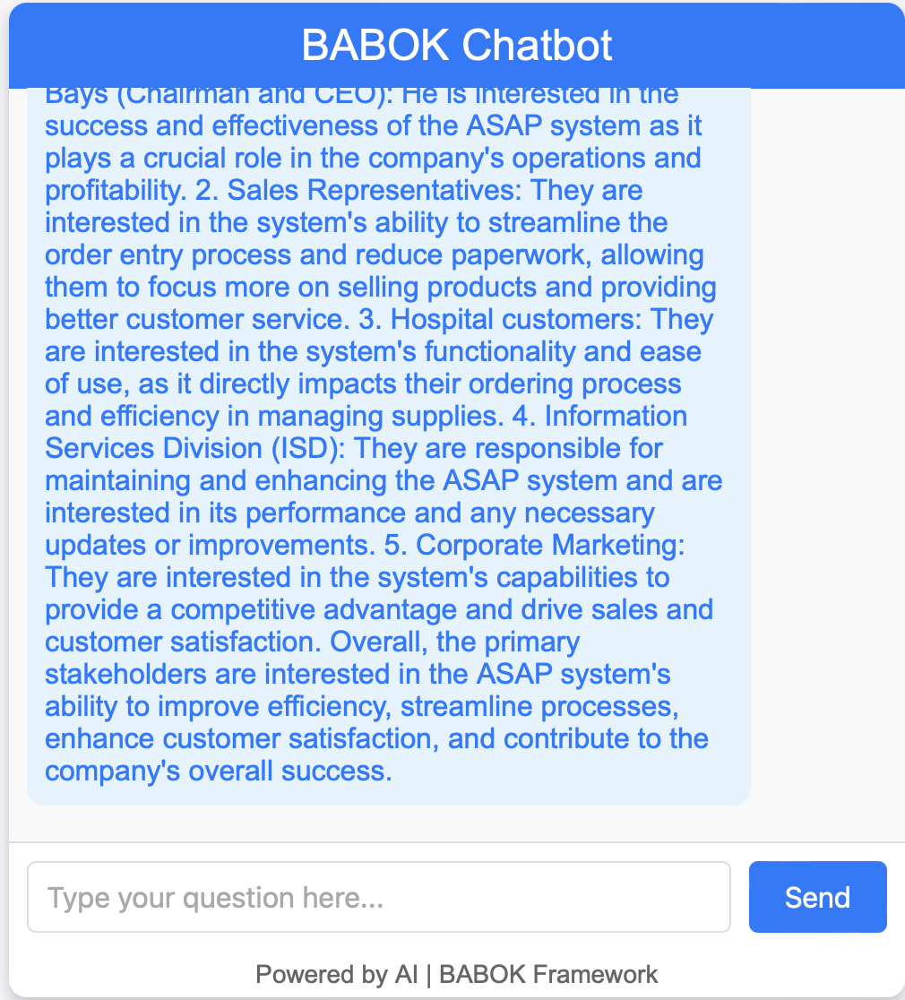 BABOK Chatbot
Bays (Chairman and CEO): He is interested in the
success and effectiveness of the ASAP system as it
plays a crucial role in the company's operations and
profitability. 2. Sales Representatives: They are
interested in the system's ability to streamline the
order entry process and reduce paperwork, allowing
them to focus more on selling products and providing
better customer service. 3. Hospital customers: They
are interested in the system's functionality and ease
of use, as it directly impacts their ordering process
and efficiency in managing supplies. 4. Information
Services Division (ISD): They are responsible for
maintaining and enhancing the ASAP system and are
interested in its performance and any necessary
updates or improvements. 5. Corporate Marketing:
They are interested in the system's capabilities to
provide a competitive advantage and drive sales and
customer satisfaction. Overall, the primary
stakeholders are interested in the ASAP system's
ability to improve efficiency, streamline processes,
enhance customer satisfaction, and contribute to the
company's overall success.
Type your question here...
Send
Powered by AI | BABOK Framework